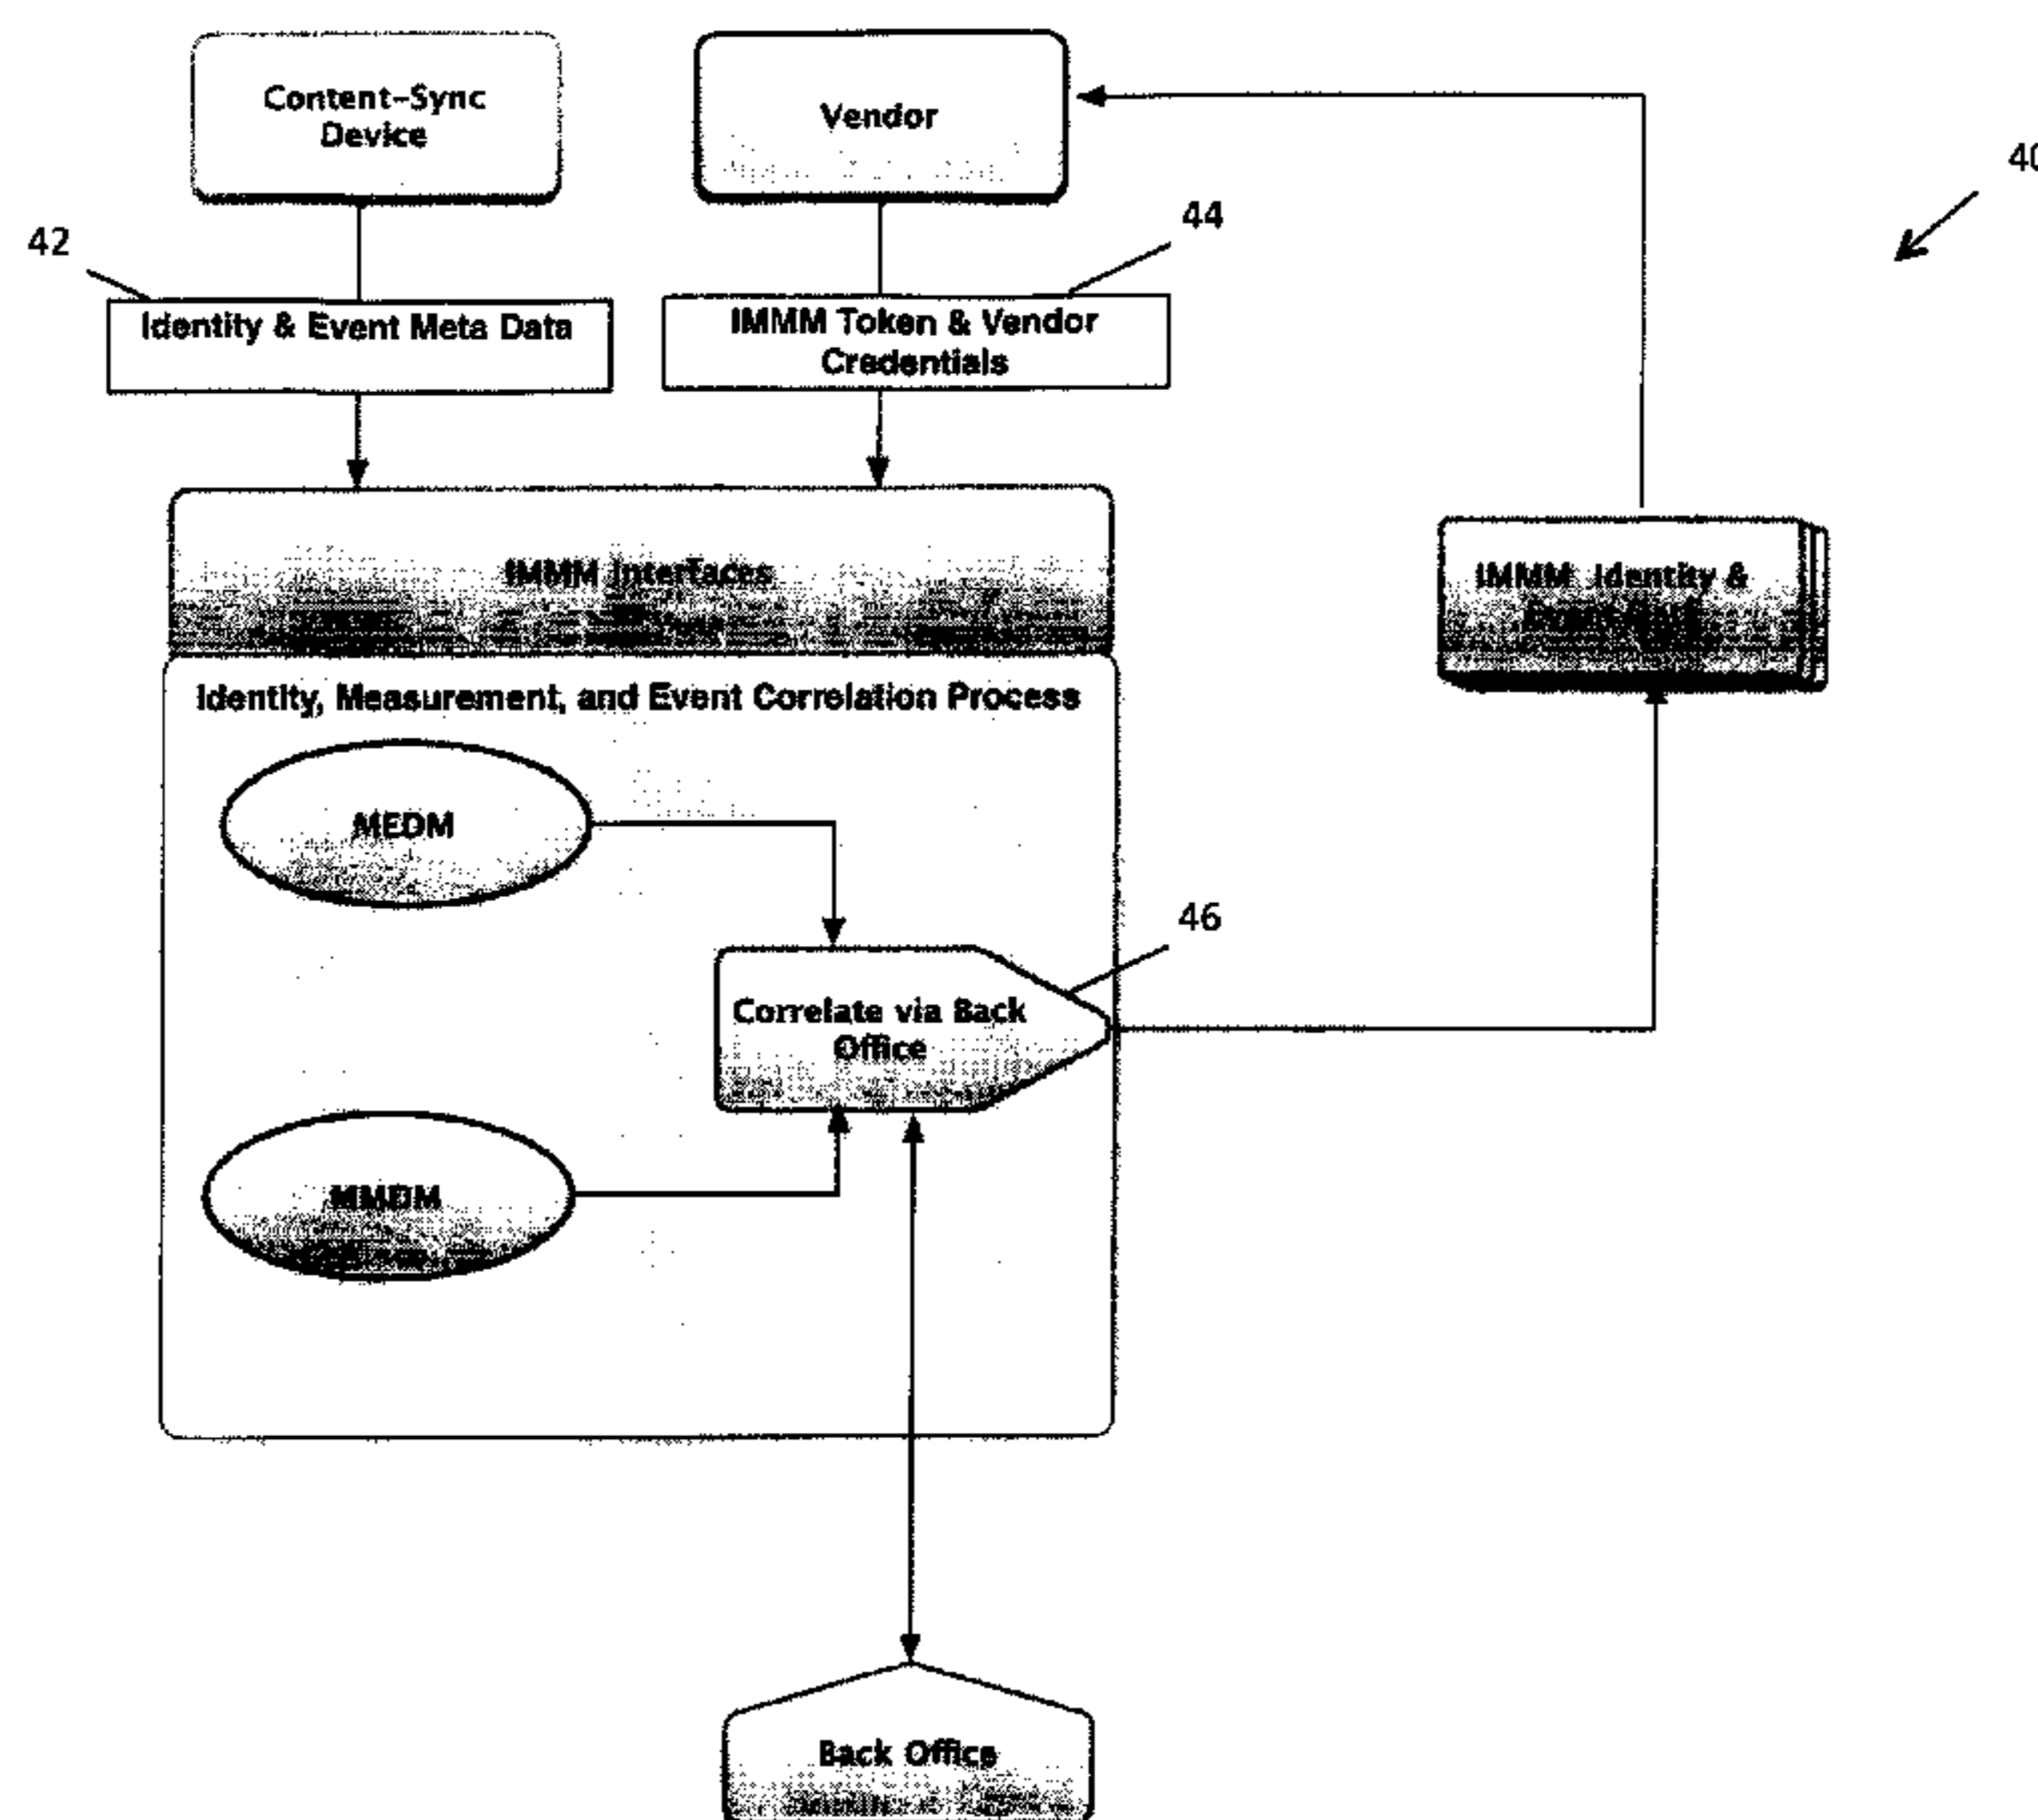 Content-Sync
Device
Vendor
40
42
44
Identity & Event Meta Data
IMMM Token & Vendor
Credentials
IMMM Interfaces
IMMM Identity &
Identity, Measurement, and Event Correlation Process
MEDM
46
Correlate via Back
Office
MMDM
Back Office